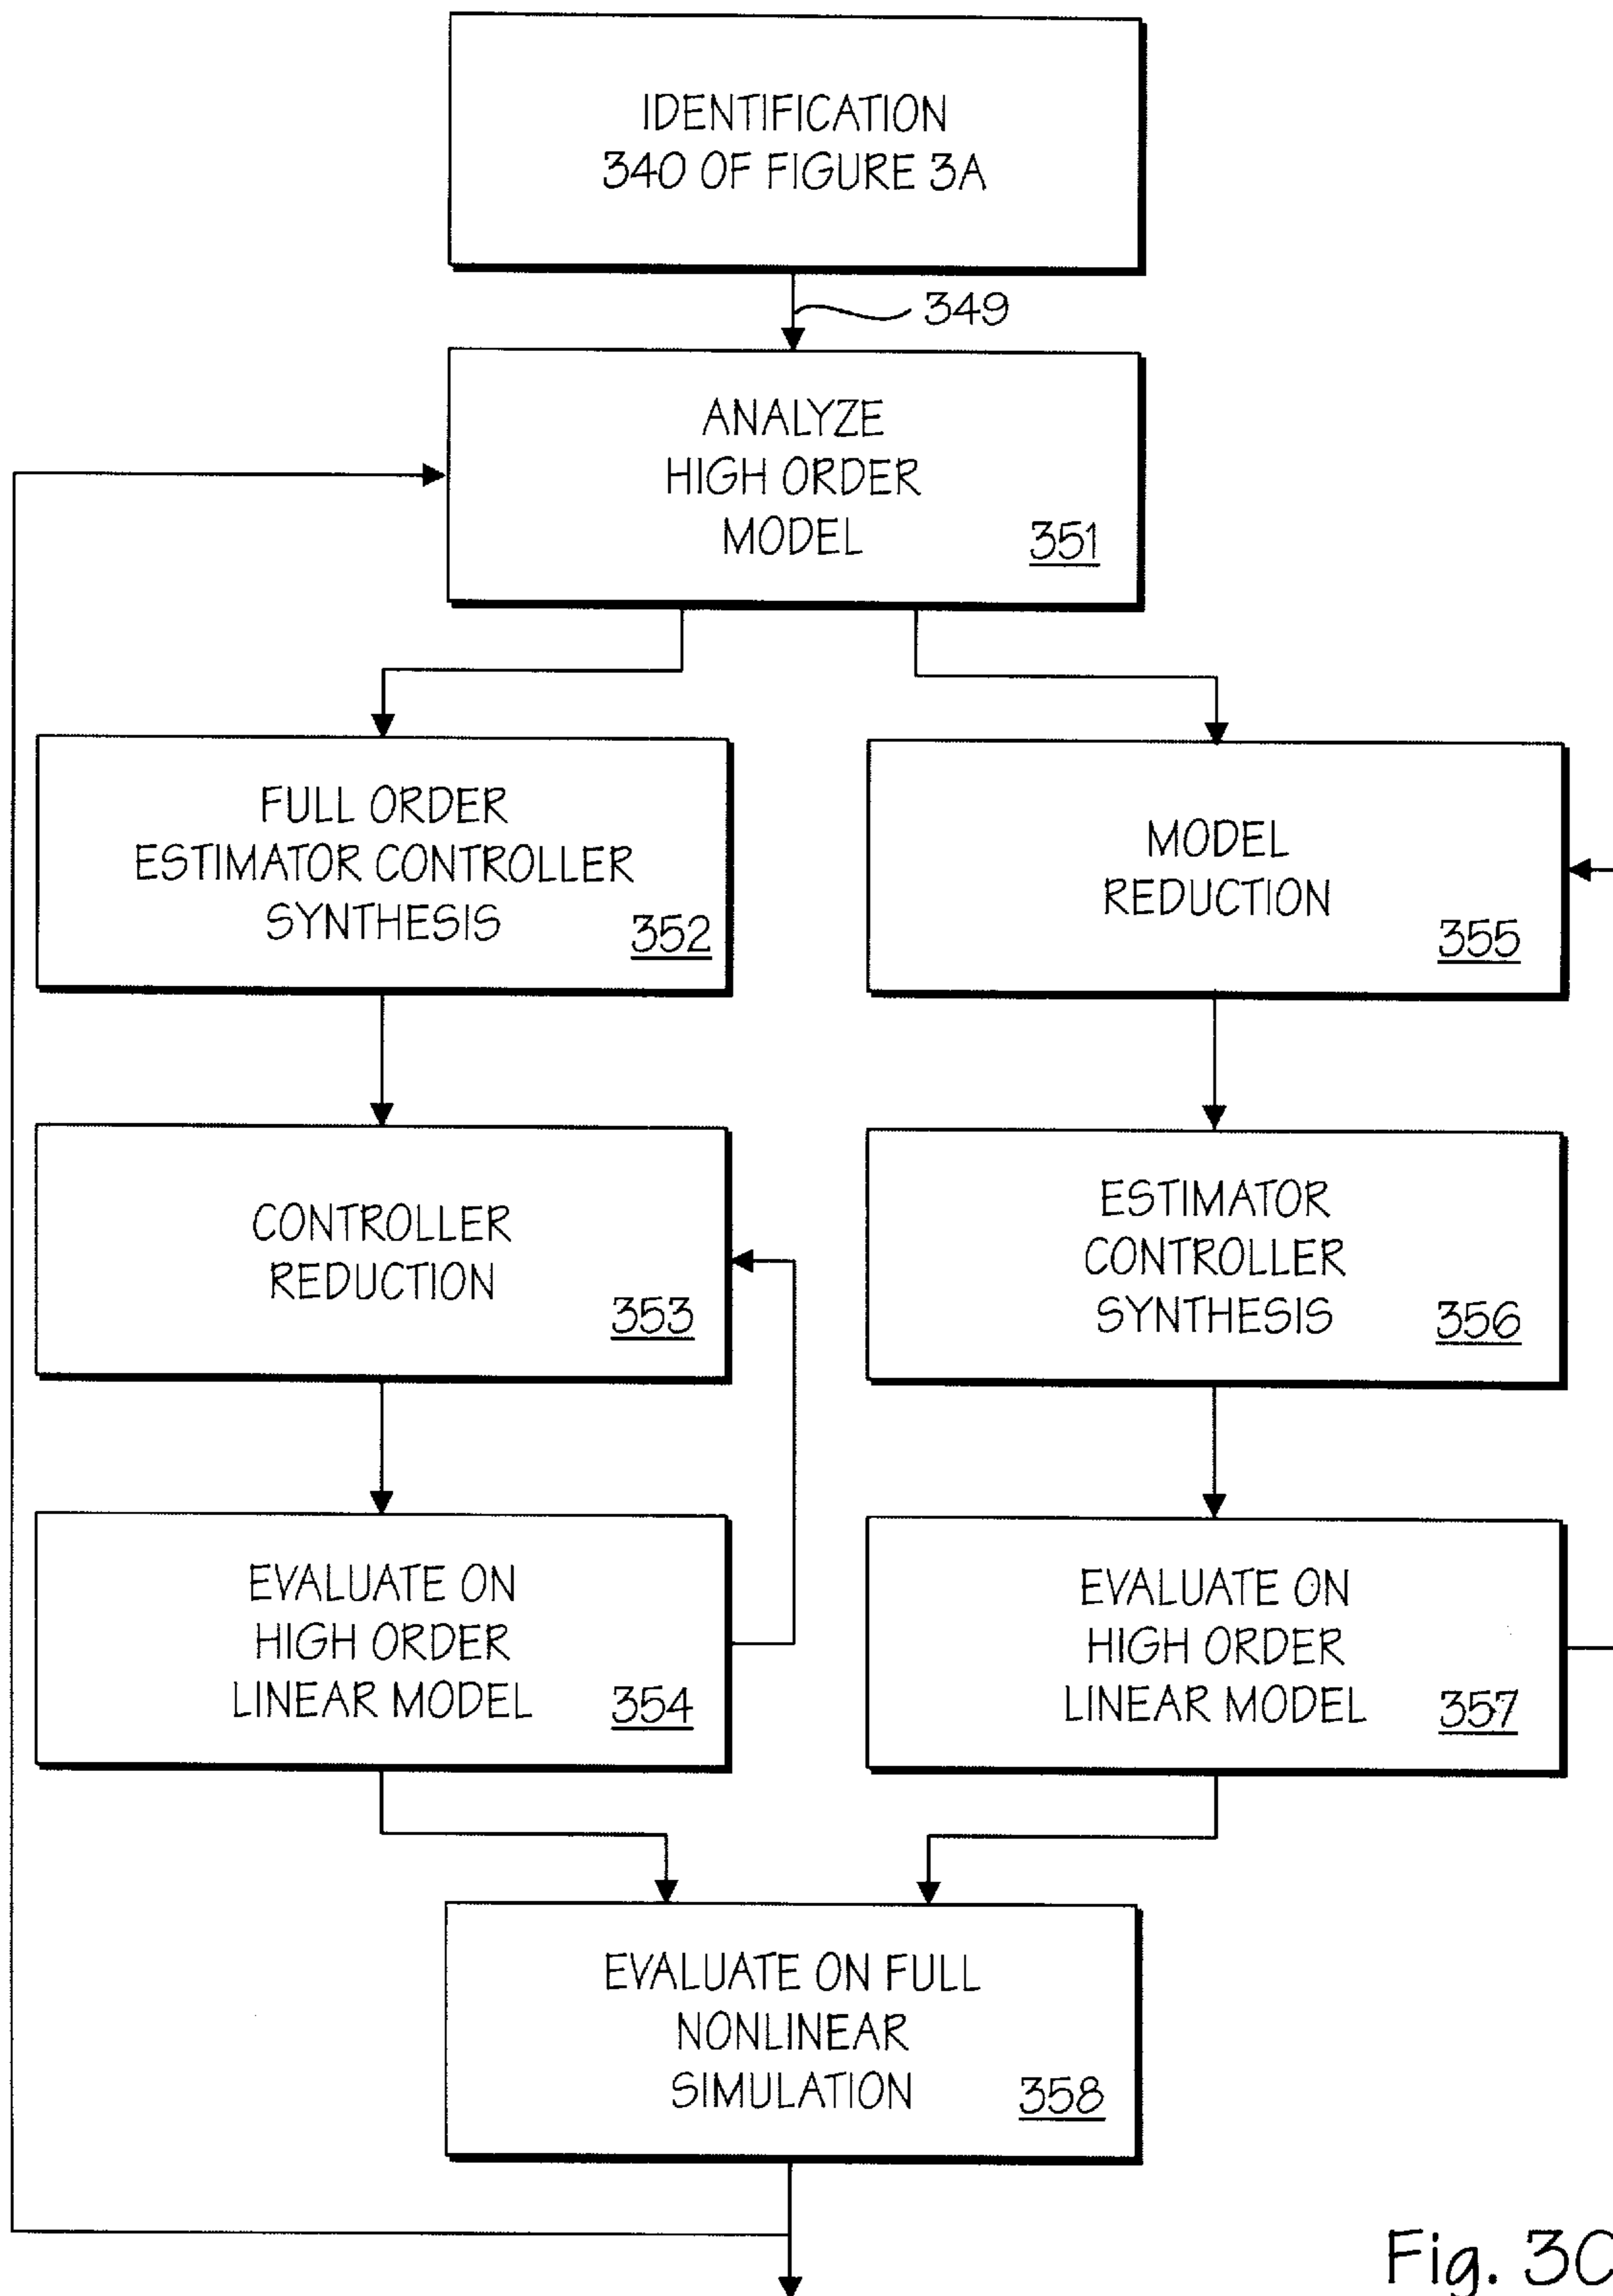 IDENTIFICATION
340 OF FIGURE 3A
349
ANALYZE
HIGH ORDER
MODEL
351
FULL ORDER
ESTIMATOR CONTROLLER
SYNTHESIS
352
MODEL
REDUCTION
355
CONTROLLER
REDUCTION
353
ESTIMATOR
CONTROLLER
SYNTHESIS
356
EVALUATE ON
HIGH ORDER
LINEAR MODEL
354
EVALUATE ON
HIGH ORDER
LINEAR MODEL
357
EVALUATE ON FULL
NONLINEAR
SIMULATION
358
Fig. 3C